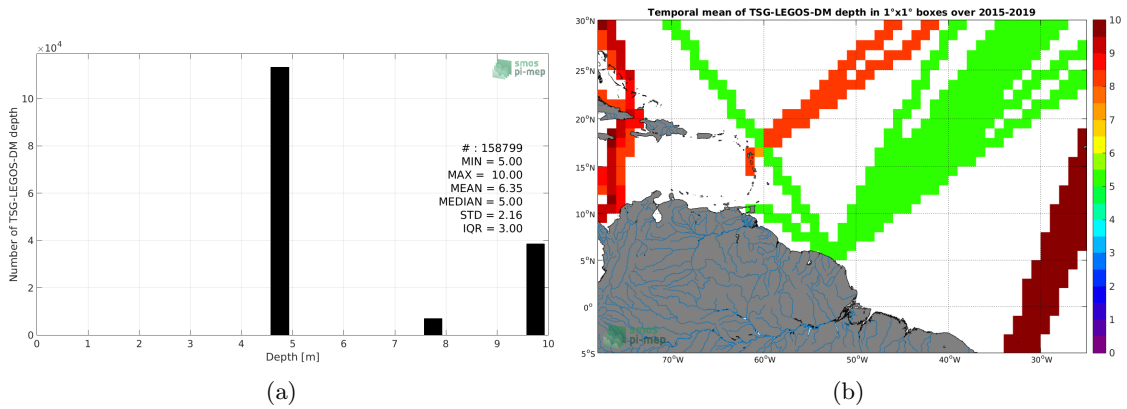 ×10⁴
10
8
6
4
2
0
Number of TSG-LEGOS-DM depth
smos
pi-mep
# : 158799
MIN = 5.00
MAX = 10.00
MEAN = 6.35
MEDIAN = 5.00
STD = 2.16
IQR = 3.00
0 1 2 3 4 5 6 7 8 9 10
Depth [m]
(a)
Temporal mean of TSG-LEGOS-DM depth in 1°x1° boxes over 2015-2019
30°N
25°N
20°N
15°N
10°N
5°N
0°
5°S
70°W 60°W 50°W 40°W 30°W
smos
pi-mep
10
9
8
7
6
5
4
3
2
1
0
(b)